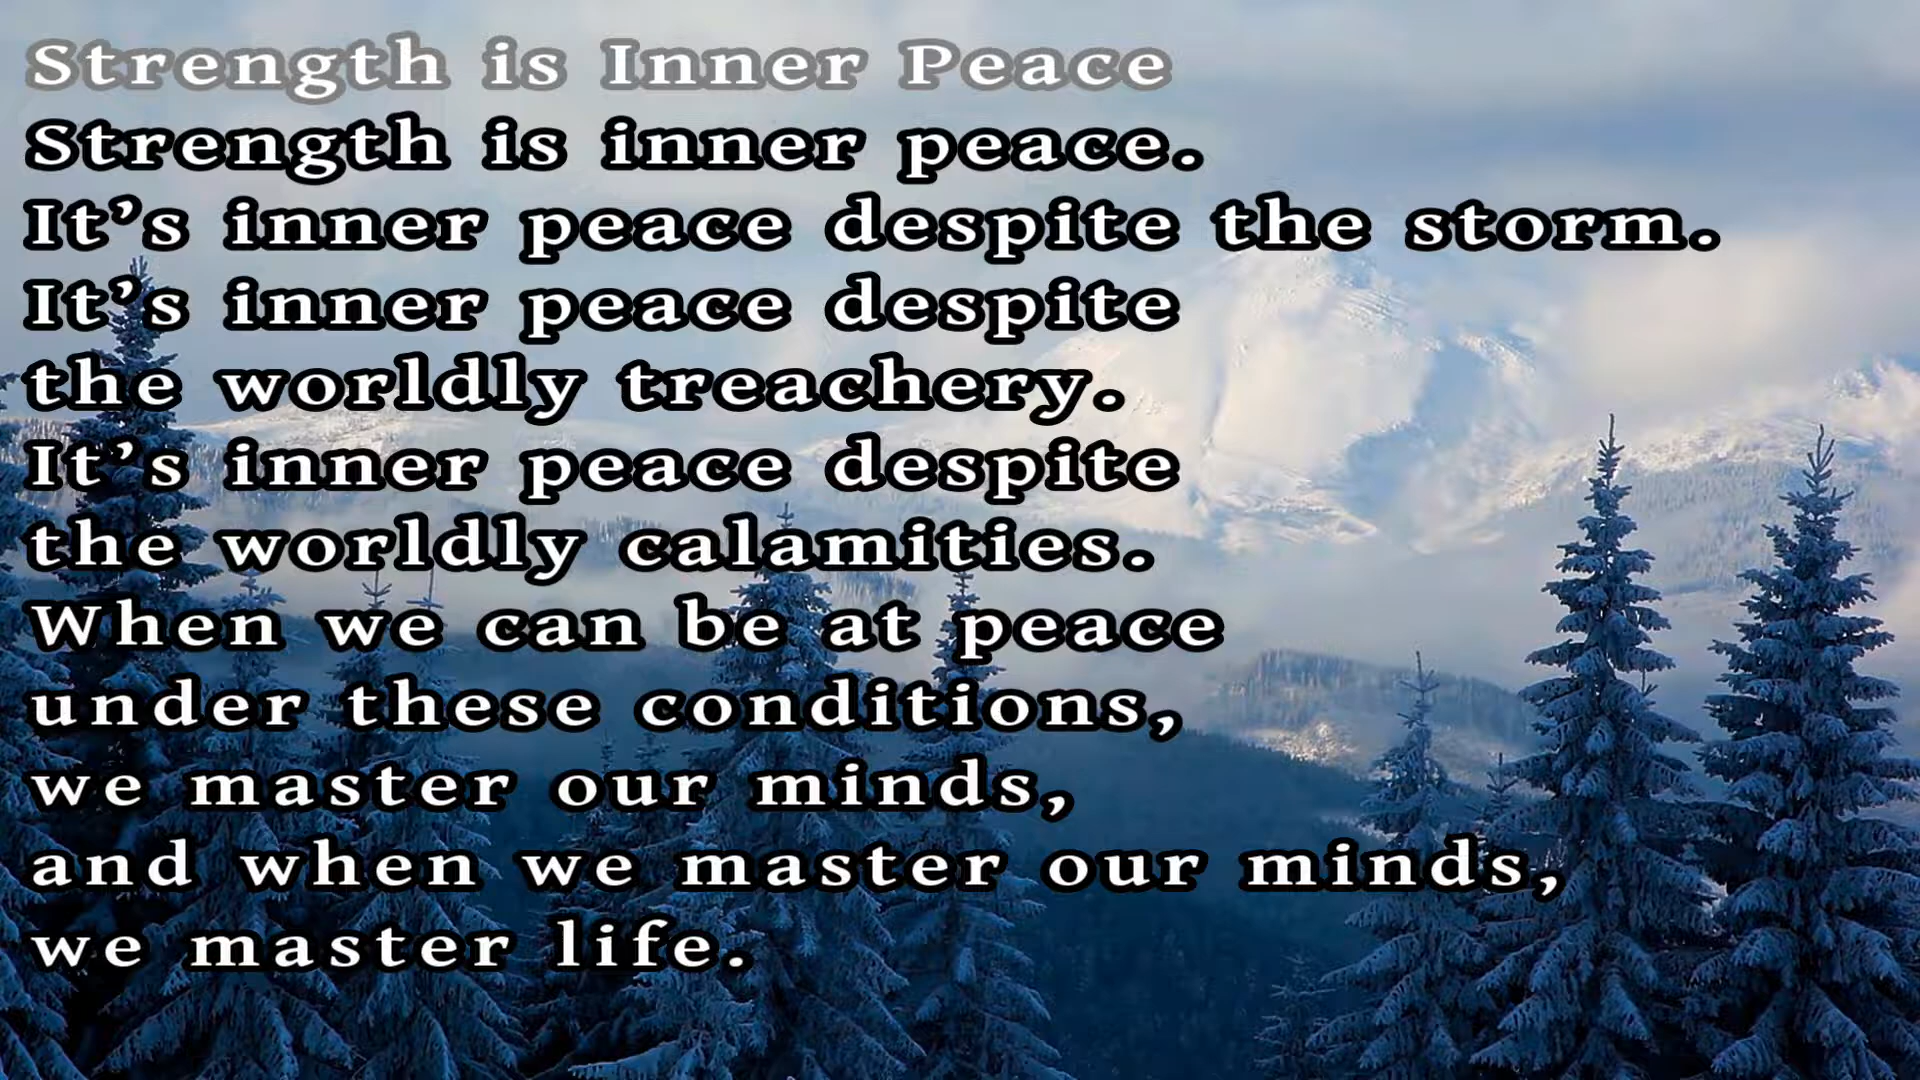 Strength is Inner Peace
Strength is inner peace.
It’s inner peace despite the storm.
It’s inner peace despite
the worldly treachery.
It’s inner peace despite
the worldly calamities.
When we can be at peace
under these conditions,
we master our minds,
and when we master our minds,
we master life.